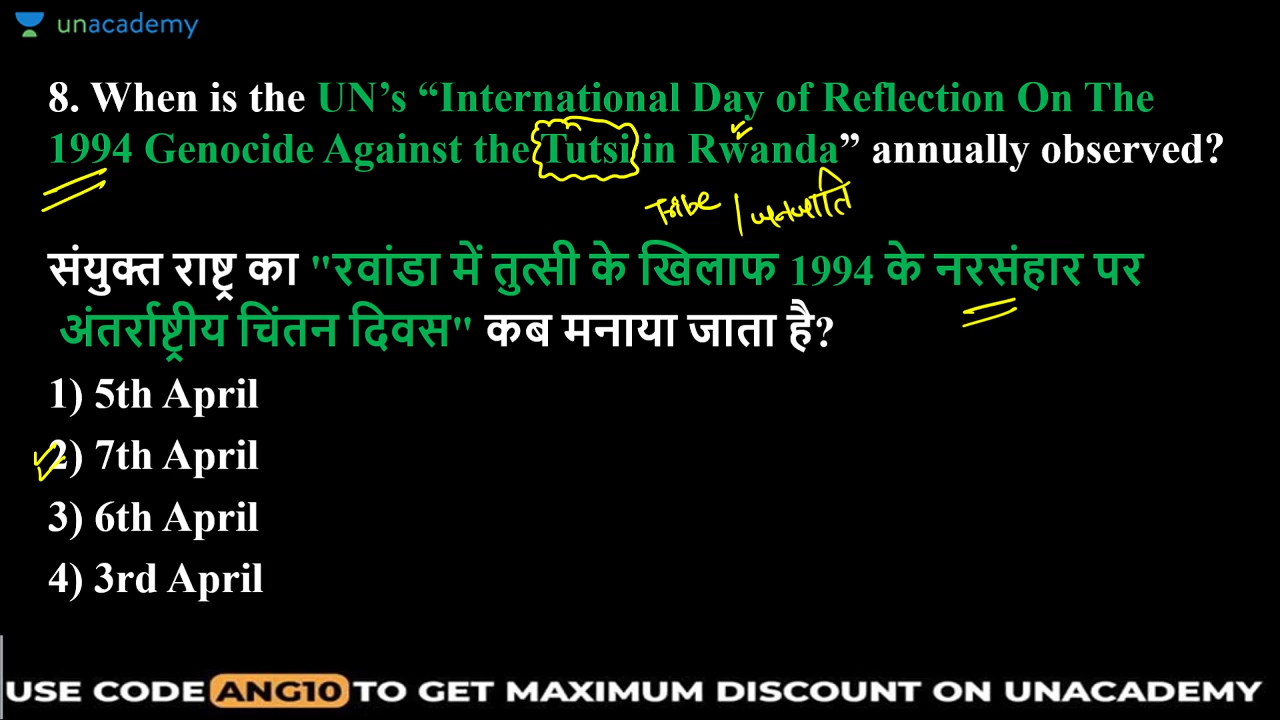 unacademy
8. When is the UN’s “International Day of Reflection On The
1994 Genocide Against the Tutsi in Rwanda” annually observed?
Tribe / जनजाति
संयुक्त राष्ट्र का "रवांडा में तुत्सी के खिलाफ 1994 के नरसंहार पर
अंतर्राष्ट्रीय चिंतन दिवस" कब मनाया जाता है?
1) 5th April
2) 7th April
3) 6th April
4) 3rd April
USE CODE ANG10 TO GET MAXIMUM DISCOUNT ON UNACADEMY